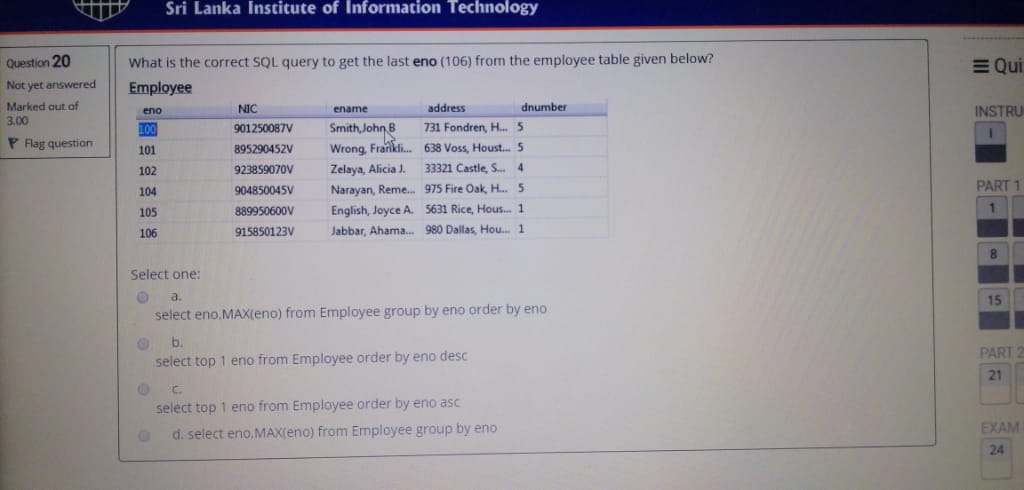 Sri Lanka Institute of Information Technology
Question 20
Not yet answered
Marked out of
3.00
Flag question
What is the correct SQL query to get the last eno (106) from the employee table given below?
Employee
eno NIC ename address dnumber
100 901250087V Smith,John,B 731 Fondren, H... 5
101 895290452V Wrong, Frankli... 638 Voss, Houst... 5
102 923859070V Zelaya, Alicia J. 33321 Castle, S... 4
104 904850045V Narayan, Reme... 975 Fire Oak, H... 5
105 889950600V English, Joyce A. 5631 Rice, Hous... 1
106 915850123V Jabbar, Ahama... 980 Dallas, Hou... 1
Select one:
a.
select eno,MAX(eno) from Employee group by eno order by eno
b.
select top 1 eno from Employee order by eno desc
c.
select top 1 eno from Employee order by eno asc
d. select eno,MAX(eno) from Employee group by eno
Qui
INSTRU
i
PART 1
1
8
15
PART 2
21
EXAM
24